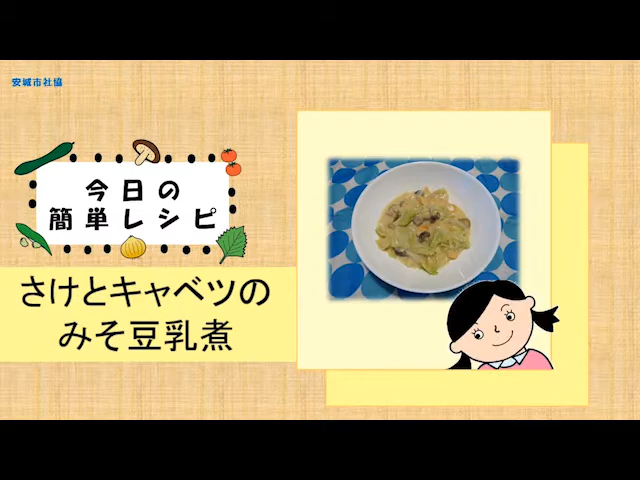 安城市社協
今日の
簡単レシピ
さけとキャベツの
みそ豆乳煮